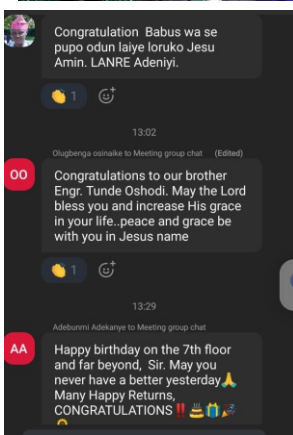 Congratulation Babus wa se
pupo odun laiye loruko Jesu
Amin. LANRE Adeniyi.
👏 1
13:02
Olugbenga osinaike to Meeting group chat (Edited)
OO
Congratulations to our brother
Engr. Tunde Oshodi. May the Lord
bless you and increase His grace
in your life..peace and grace be
with you in Jesus name
👏 1
13:29
Adebunmi Adekanye to Meeting group chat
AA
Happy birthday on the 7th floor
and far beyond, Sir. May you
never have a better yesterday🙏
Many Happy Returns,
CONGRATULATIONS‼️🎂🎁🎉